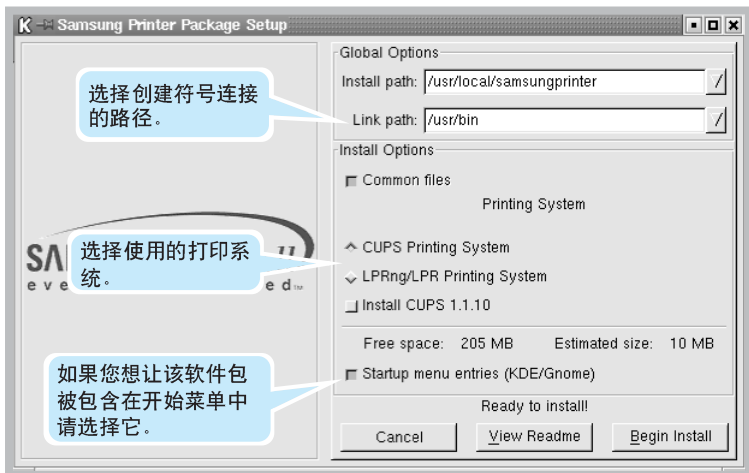 Samsung Printer Package Setup
Global Options
Install path: /usr/local/samsungprinter
Link path: /usr/bin
选择创建符号连接
的路径。
Install Options
Common files
Printing System
CUPS Printing System
LPRng/LPR Printing System
Install CUPS 1.1.10
选择使用的打印系
统。
Free space: 205 MB Estimated size: 10 MB
Startup menu entries (KDE/Gnome)
如果您想让该软件包
被包含在开始菜单中
请选择它。
Ready to install!
Cancel View Readme Begin Install